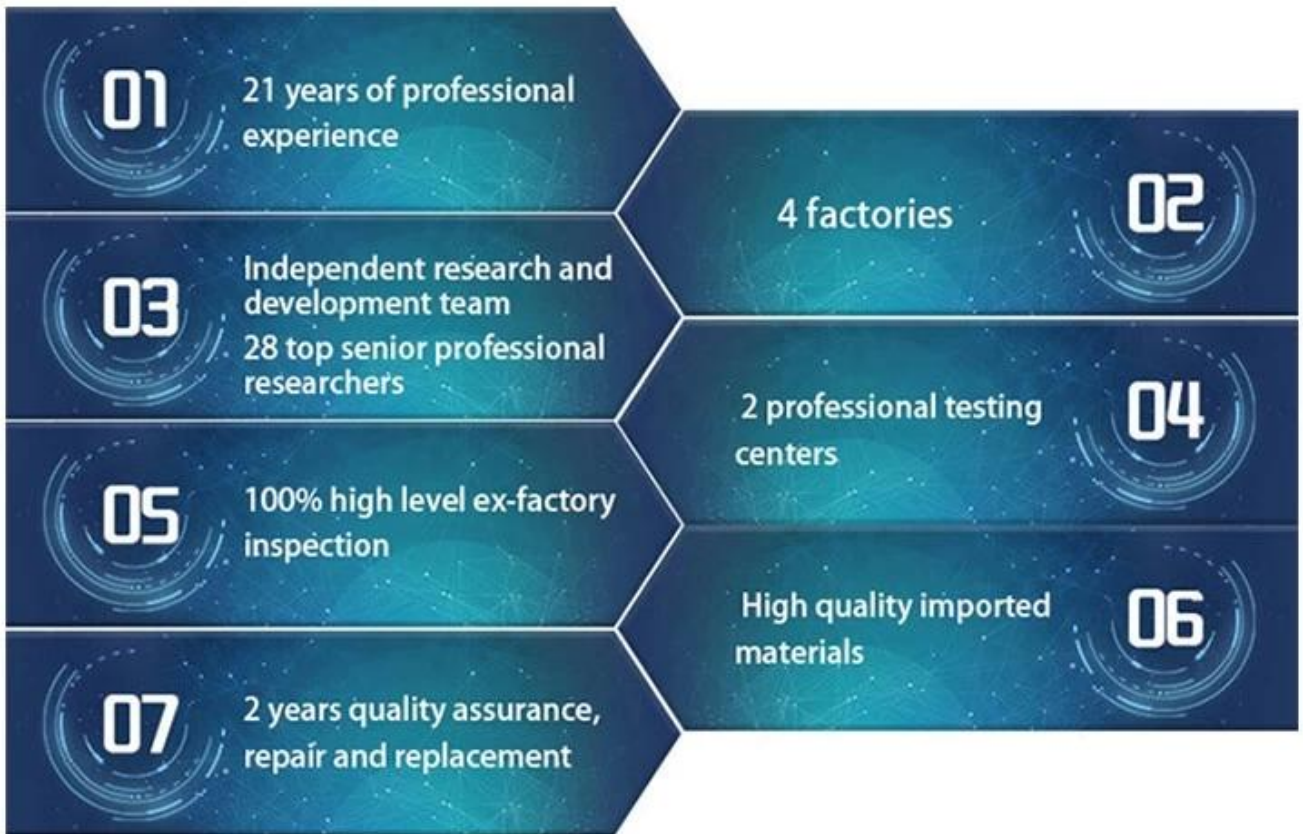 01
21 years of professional
experience
02
4 factories
03
Independent research and
development team
28 top senior professional
researchers
04
2 professional testing
centers
05
100% high level ex-factory
inspection
06
High quality imported
materials
07
2 years quality assurance,
repair and replacement